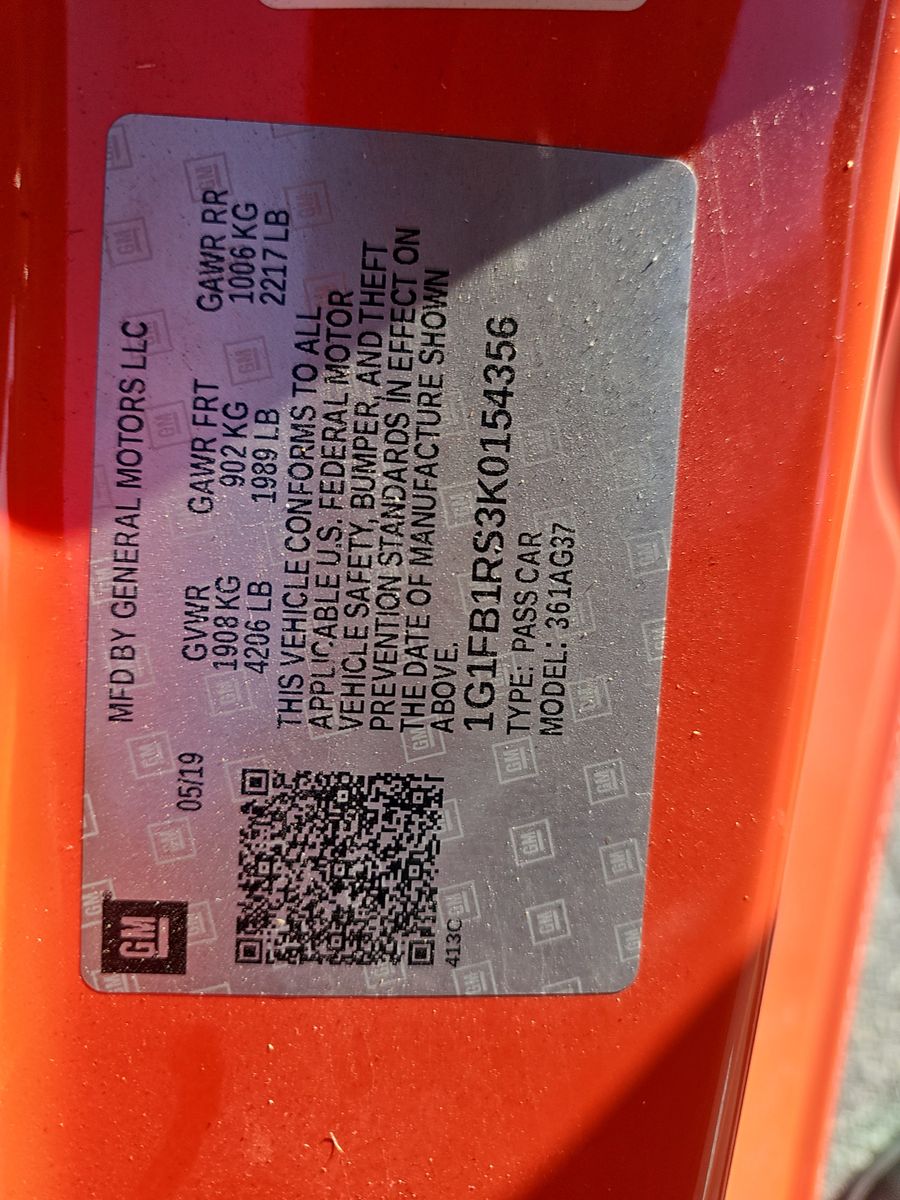 GM
MFD BY GENERAL MOTORS LLC
05/19
GVWR GAWR FRT GAWR RR
1908 KG 902 KG 1006 KG
4206 LB 1989 LB 2217 LB
THIS VEHICLE CONFORMS TO ALL
APPLICABLE U.S. FEDERAL MOTOR
VEHICLE SAFETY, BUMPER, AND THEFT
PREVENTION STANDARDS IN EFFECT ON
THE DATE OF MANUFACTURE SHOWN
ABOVE.
1G1FB1RS3K0154356
TYPE: PASS CAR
MODEL: 361AG37
413C